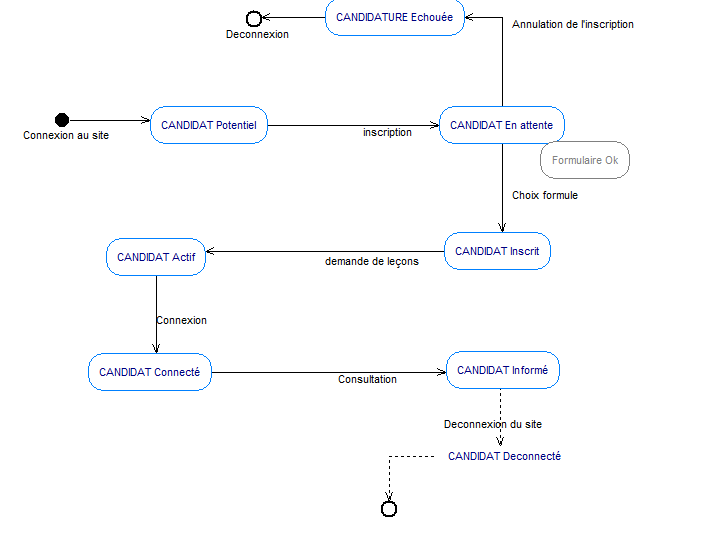 CANDIDATURE Echouée
Annulation de l'inscription
Deconnexion
CANDIDAT Potentiel
CANDIDAT En attente
Connexion au site
inscription
Formulaire Ok
Choix formule
CANDIDAT Inscrit
CANDIDAT Actif
demande de leçons
Connexion
CANDIDAT Connecté
CANDIDAT Informé
Consultation
Deconnexion du site
CANDIDAT Deconnecté